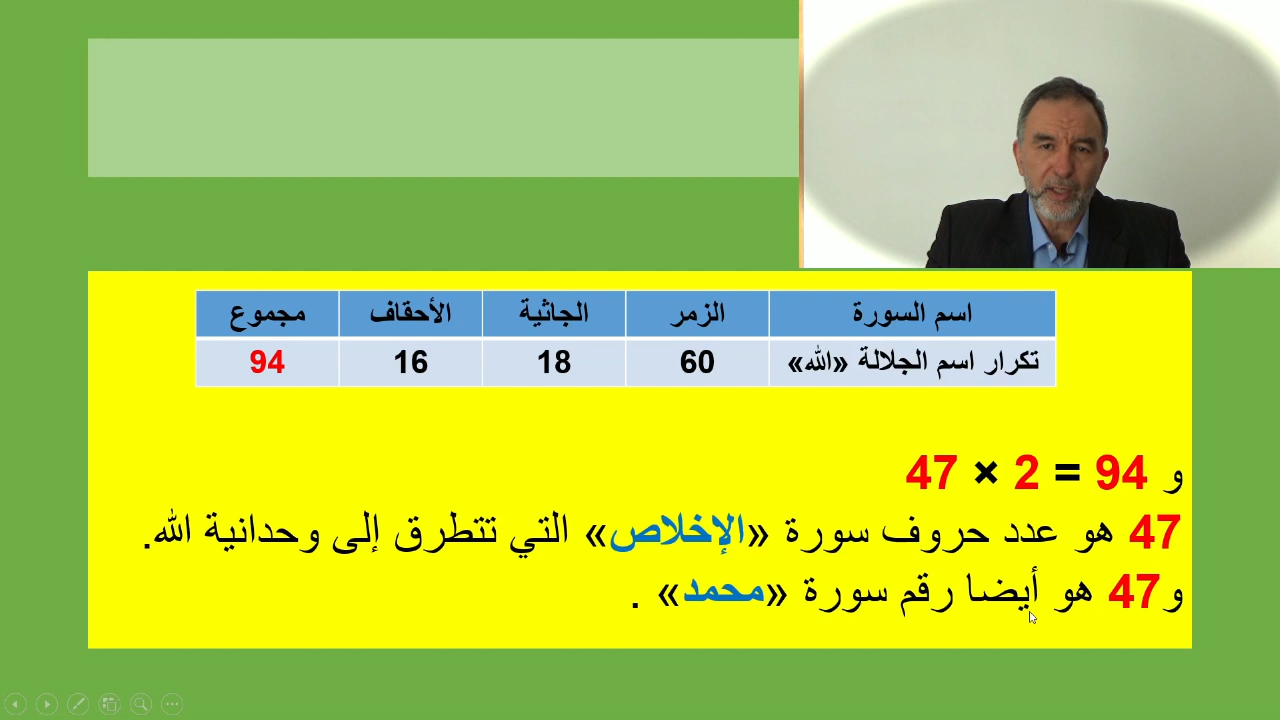 اسم السورة الزمر الجاثية الأحقاف مجموع
تكرار اسم الجلالة «الله» 60 18 16 94
و 94 = 2 × 47
47 هو عدد حروف سورة «الإخلاص» التي تتطرق إلى وحدانية الله.
و47 هو أيضا رقم سورة «محمد» .